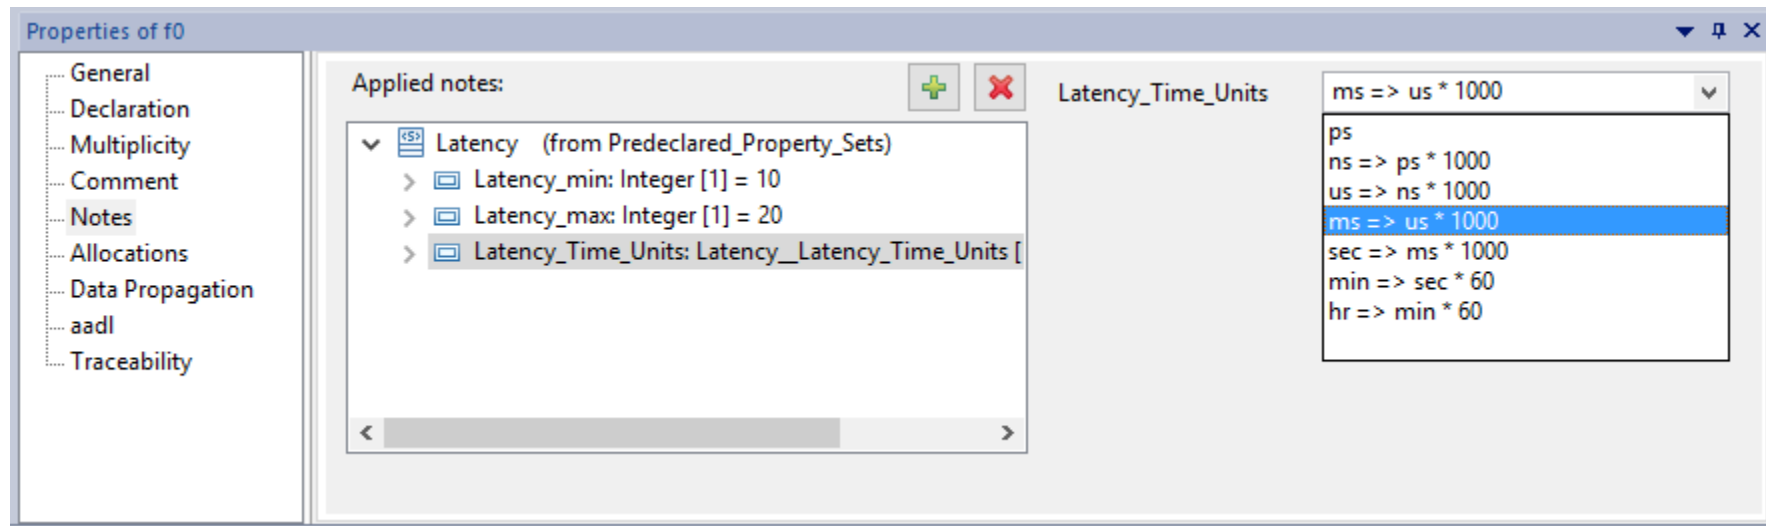 Properties of f0
General
Declaration
Multiplicity
Comment
Notes
Allocations
Data Propagation
aadl
Traceability
Applied notes:
<S>
Latency (from Predeclared_Property_Sets)
Latency_min: Integer [1] = 10
Latency_max: Integer [1] = 20
Latency_Time_Units: Latency__Latency_Time_Units [
Latency_Time_Units
ms => us * 1000
ps
ns => ps * 1000
us => ns * 1000
ms => us * 1000
sec => ms * 1000
min => sec * 60
hr => min * 60